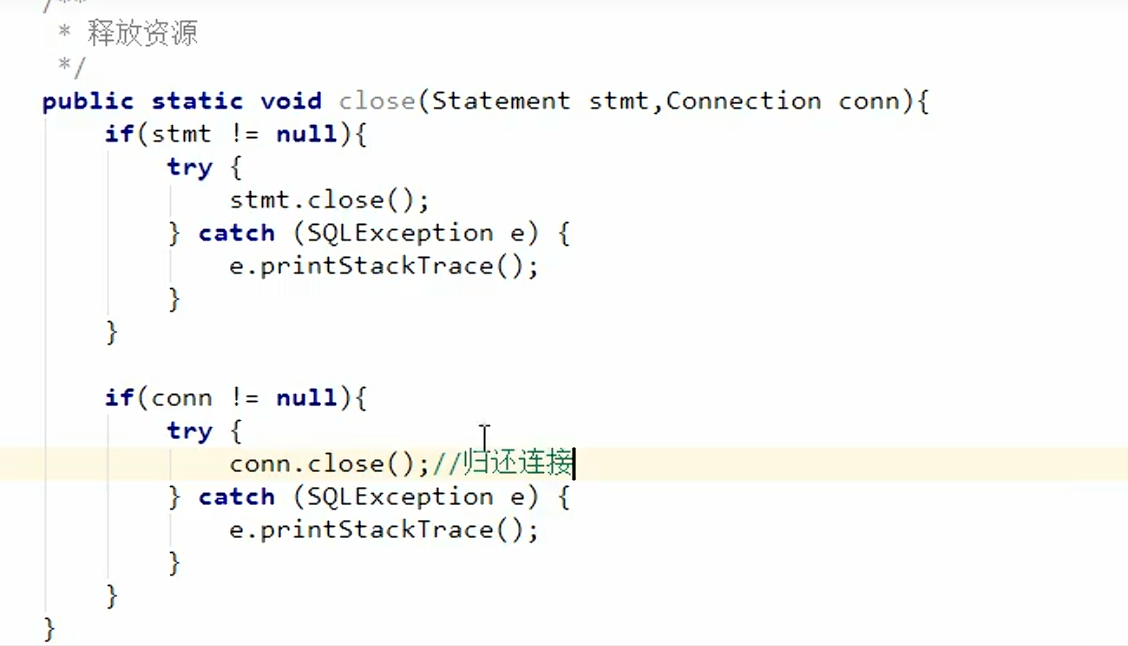 /**
* 释放资源
*/
public static void close(Statement stmt,Connection conn){
if(stmt != null){
try {
stmt.close();
} catch (SQLException e) {
e.printStackTrace();
}
}
if(conn != null){
try {
conn.close();//归还连接
} catch (SQLException e) {
e.printStackTrace();
}
}
}